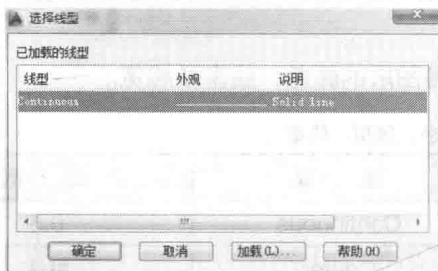 选择线型
已加载的线型
线型 外观 说明
Continuous Solid line
确定 取消 加载(L)... 帮助(H)